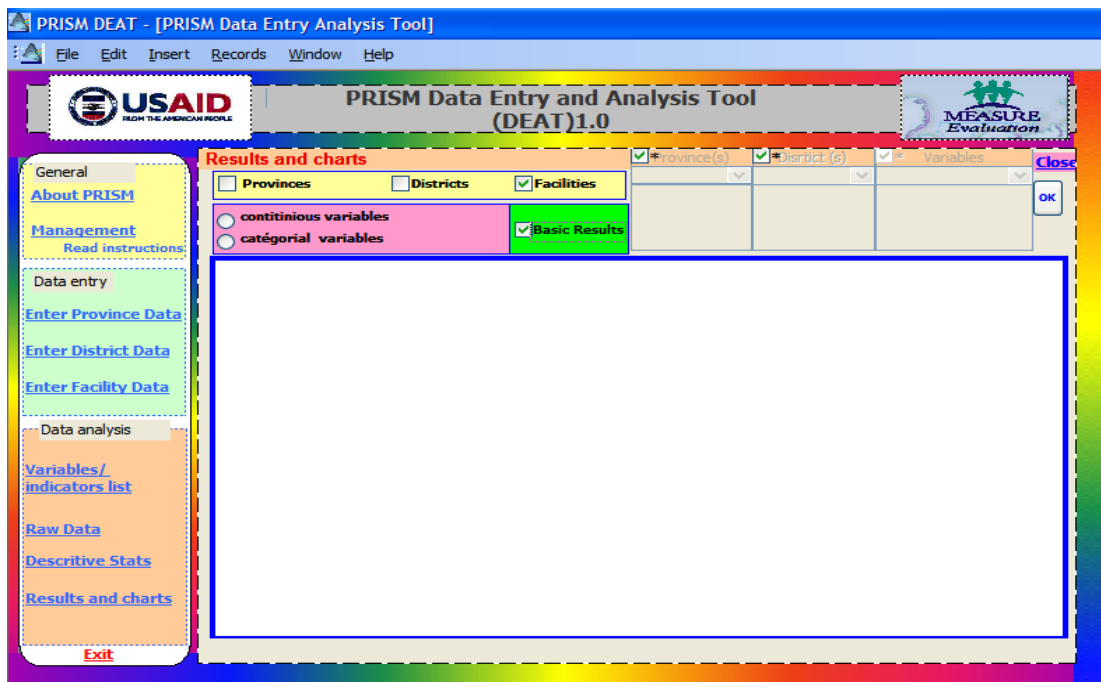 PRISM DEAT - [PRISM Data Entry Analysis Tool]
File Edit Insert Records Window Help
USAID
FROM THE AMERICAN PEOPLE
PRISM Data Entry and Analysis Tool
(DEAT)1.0
MEASURE
Evaluation
General
About PRISM
Management
Read instructions
Data entry
Enter Province Data
Enter District Data
Enter Facility Data
Data analysis
Variables/
indicators list
Raw Data
Descritive Stats
Results and charts
Exit
Results and charts
Provinces Districts Facilities
contitinious variables
catégorial variables
Basic Results
*rovince(s) *Disrtict (s) * Variables
Close
OK